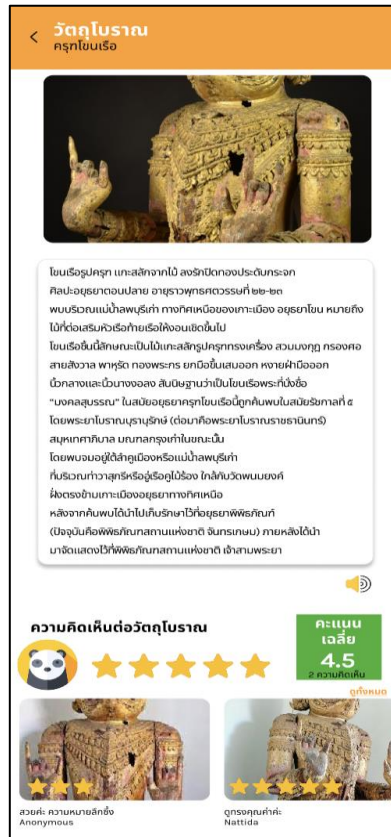 วัตถุโบราณ
ครุฑโขนเรือ
โขนเรือรูปครุฑ แกะสลักจากไม้ ลงรักปิดทองประดับกระจก
ศิลปะอยุธยาตอนปลาย อายุราวพุทธศตวรรษที่ ๒๒-๒๓
พบบริเวณแม่น้ำลพบุรีเก่า ทางทิศเหนือของเกาะเมือง อยุธยาโขน หมายถึง
ไม้ที่ต่อเสริมหัวเรือท้ายเรือให้งอนเชิดขึ้นไป
โขนเรือชิ้นนี้ลักษณะเป็นไม้แกะสลักรูปครุฑทรงเครื่อง สวมมงกุฎ กรองศอ
สายสังวาล พาหุรัด ทองพระกร ยกมือขึ้นเสมออก หงายฝ่ามือออก
นิ้วกลางและนิ้วนางงอลง สันนิษฐานว่าเป็นโขนเรือพระที่นั่งชื่อ
"มงคลสุบรรณ" ในสมัยอยุธยาครุฑโขนเรือนี้ถูกค้นพบในสมัยรัชกาลที่ ๕
โดยพระยาโบราณบุรานุรักษ์ (ต่อมาคือพระยาโบราณราชธานินทร์)
สมุหเทศาภิบาล มณฑลกรุงเก่าในขณะนั้น
โดยพบจมอยู่ใต้ลำคูเมืองหรือแม่น้ำลพบุรีเก่า
ที่บริเวณท่าวาสุกรีหรืออู่เรือคูไม้ร้อง ใกล้กับวัดพนมยงค์
ฝั่งตรงข้ามเกาะเมืองอยุธยาทางทิศเหนือ
หลังจากค้นพบได้นำไปเก็บรักษาไว้ที่อยุธยาพิพิธภัณฑ์
(ปัจจุบันคือพิพิธภัณฑสถานแห่งชาติ จันทรเกษม) ภายหลังได้นำ
มาจัดแสดงไว้ที่พิพิธภัณฑสถานแห่งชาติ เจ้าสามพระยา
ความคิดเห็นต่อวัตถุโบราณ
คะแนน
เฉลี่ย
4.5
2 ความคิดเห็น
ดูทั้งหมด
สวยค่ะ ความหมายลึกซึ้ง
Anonymous
ดูทรงคุณค่าค่ะ
Nattida